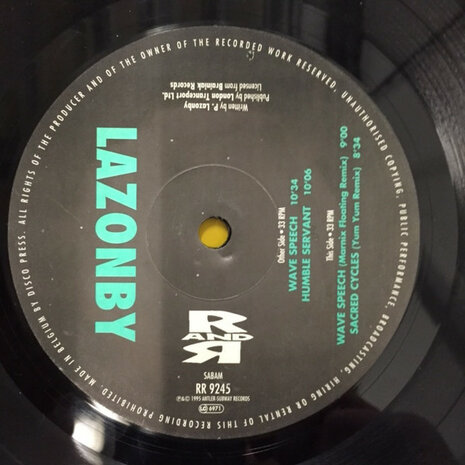 LAZONBY
Written by P. Lazonby
Published by London Tranceport Ltd.
Licensed from Brainiak Records
Other Side • 33 RPM
WAVE SPEECH 10'34
HUMBLE SERVANT 10'06
This Side • 33 RPM
WAVE SPEECH (Marnix Floating Remix) 9'00
SACRED CYCLES (Yum Yum Remix) 8'34
R
AND
R
SABAM
RR 9245
℗&© 1995 ANTLER-SUBWAY RECORDS
LC 6971
MADE IN BELGIUM BY DISCO PRESS. ALL RIGHTS OF THE PRODUCER AND OF THE OWNER OF THE RECORDED WORK RESERVED. UNAUTHORISED COPYING, PUBLIC PERFORMANCE, BROADCASTING, HIRING OR RENTAL OF THIS RECORDING PROHIBITED.